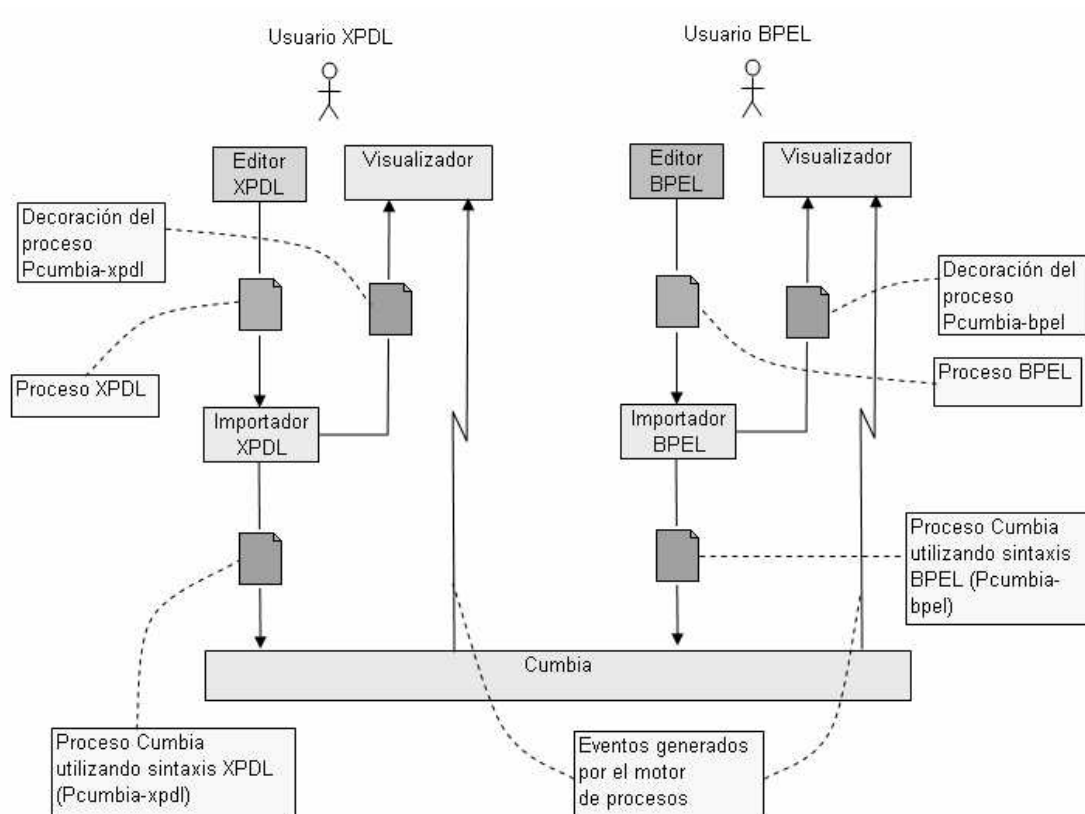 Usuario XPDL
Usuario BPEL
Editor
XPDL
Visualizador
Editor
BPEL
Visualizador
Decoración del
proceso
Pcumbia-xpdl
Decoración del
proceso
Pcumbia-bpel
Proceso XPDL
Proceso BPEL
Importador
XPDL
Importador
BPEL
Proceso Cumbia
utilizando sintaxis
BPEL (Pcumbia-
bpel)
Cumbia
Proceso Cumbia
utilizando sintaxis XPDL
(Pcumbia-xpdl)
Eventos generados
por el motor
de procesos